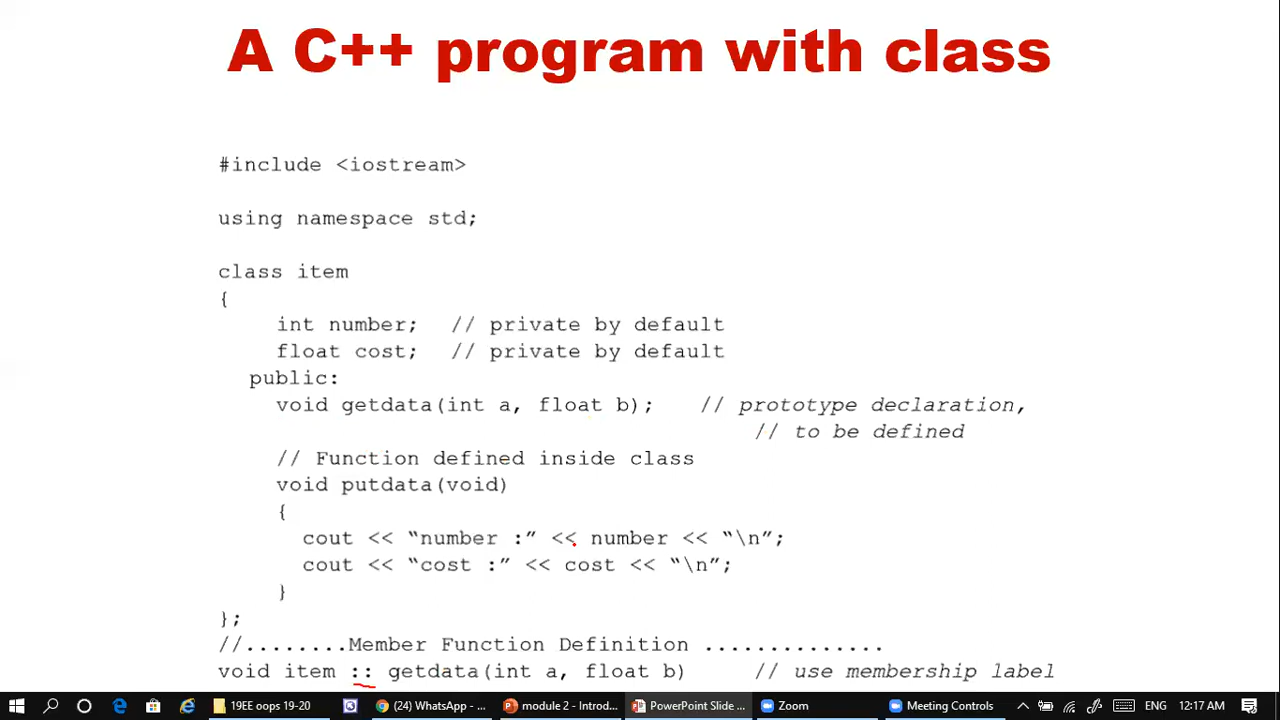 A C++ program with class
#include <iostream>
using namespace std;
class item
{
int number; // private by default
float cost; // private by default
public:
void getdata(int a, float b); // prototype declaration,
// to be defined
// Function defined inside class
void putdata(void)
{
cout << “number :” << number << “\n”;
cout << “cost :” << cost << “\n”;
}
};
//........Member Function Definition ..............
void item :: getdata(int a, float b) // use membership label
19EE oops 19-20 (24) WhatsApp - ... module 2 - Introd... PowerPoint Slide ... Zoom Meeting Controls ENG 12:17 AM